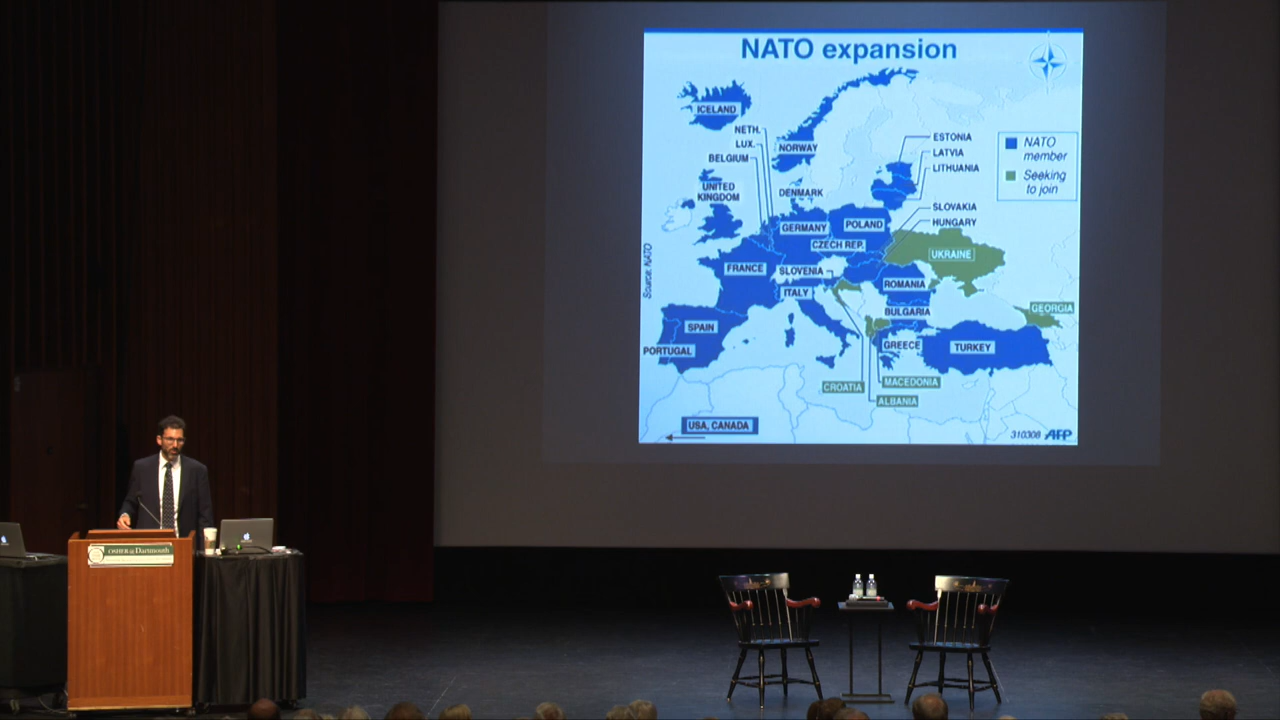 NATO expansion
ICELAND
NETH.
LUX.
BELGIUM
NORWAY
ESTONIA
LATVIA
LITHUANIA
NATO
member
Seeking
to join
UNITED
KINGDOM
DENMARK
SLOVAKIA
HUNGARY
GERMANY
POLAND
CZECH REP.
UKRAINE
FRANCE
SLOVENIA
ITALY
ROMANIA
BULGARIA
GEORGIA
SPAIN
PORTUGAL
GREECE
TURKEY
CROATIA
MACEDONIA
ALBANIA
USA, CANADA
Source: NATO
310308 AFP
OSHER@Dartmouth